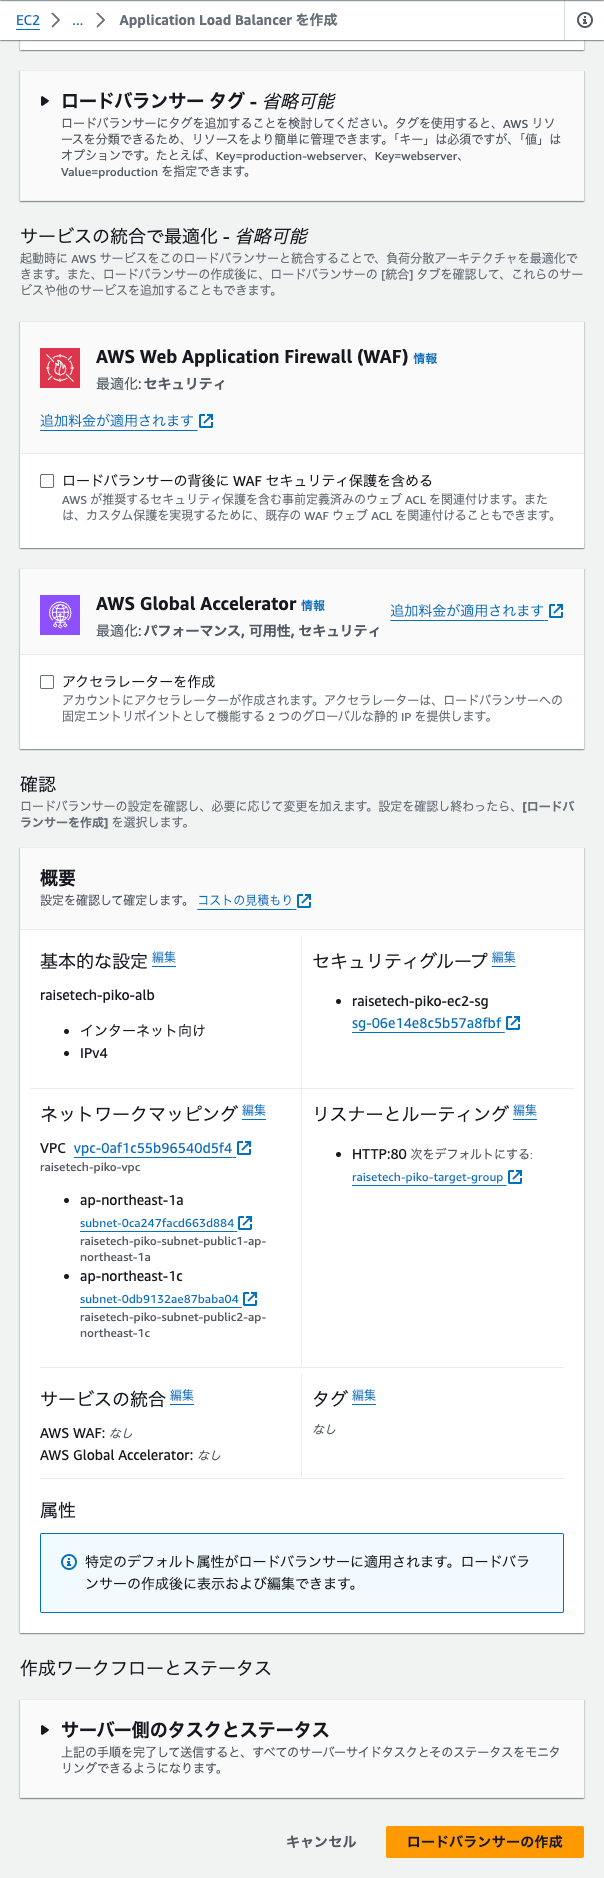 EC2 > ... > Application Load Balancer を作成
ロードバランサー タグ - 省略可能
ロードバランサーにタグを追加することを検討してください。タグを使用すると、AWS リソ
ースを分類できるため、リソースをより簡単に管理できます。「キー」は必須ですが、「値」は
オプションです。たとえば、Key=production-webserver、Key=webserver、
Value=production を指定できます。
サービスの統合で最適化 - 省略可能
起動時に AWS サービスをこのロードバランサーと統合することで、負荷分散アーキテクチャを最適化で
きます。また、ロードバランサーの作成後に、ロードバランサーの [統合] タブを確認して、これらのサー
ビスや他のサービスを追加することもできます。
AWS Web Application Firewall (WAF) 情報
最適化: セキュリティ
追加料金が適用されます
ロードバランサーの背後に WAF セキュリティ保護を含める
AWS が推奨するセキュリティ保護を含む事前定義済みのウェブ ACL を関連付けます。また
は、カスタム保護を実現するために、既存の WAF ウェブ ACL を関連付けることもできます。
AWS Global Accelerator 情報
追加料金が適用されます
最適化: パフォーマンス, 可用性, セキュリティ
アクセラレーターを作成
アカウントにアクセラレーターが作成されます。アクセラレーターは、ロードバランサーへの
固定エントリポイントとして機能する 2 つのグローバルな静的 IP を提供します。
確認
ロードバランサーの設定を確認し、必要に応じて変更を加えます。設定を確認し終わったら、[ロードバ
ランサーを作成] を選択します。
概要
設定を確認して確定します。 コストの見積もり
基本的な設定 編集
raisetech-piko-alb
インターネット向け
IPv4
セキュリティグループ 編集
raisetech-piko-ec2-sg
sg-06e14e8c5b57a8fbf
ネットワークマッピング 編集
VPC vpc-0af1c55b96540d5f4
raisetech-piko-vpc
ap-northeast-1a
subnet-0ca247facd663d884
raisetech-piko-subnet-public1-ap-
northeast-1a
ap-northeast-1c
subnet-0db9132ae87baba04
raisetech-piko-subnet-public2-ap-
northeast-1c
リスナーとルーティング 編集
HTTP:80 次をデフォルトにする:
raisetech-piko-target-group
サービスの統合 編集
AWS WAF: なし
AWS Global Accelerator: なし
タグ 編集
なし
属性
特定のデフォルト属性がロードバランサーに適用されます。ロードバラ
ンサーの作成後に表示および編集できます。
作成ワークフローとステータス
サーバー側のタスクとステータス
上記の手順を完了して送信すると、すべてのサーバーサイドタスクとそのステータスをモニタ
リングできるようになります。
キャンセル
ロードバランサーの作成